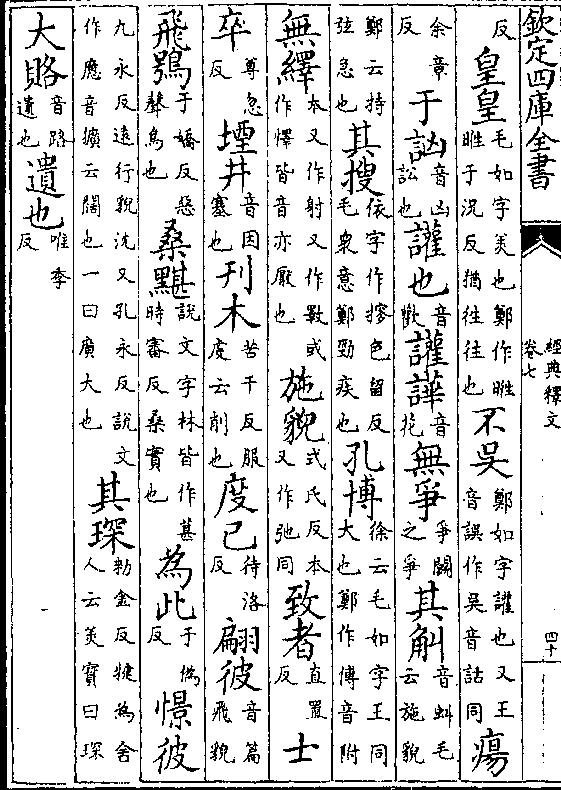 欽定四庫全書 經典釋文 卷七 四十
反 皇皇 毛如字美也鄭作暀暀于況反猶往往也 不吳 鄭如字讙也又王音誤作吳音話同 瘍
余章反 于訩 音凶訟也 讙也 音歡 讙譁 音 無爭 爭鬭之爭 其斛 音虯毛云施貌
鄭云持弦急也 其搜 依字作摉色留反毛衆意鄭勁疾也 孔博 徐云毛如字王同大也鄭作傅音附
無繹 本又作射又作斁或作懌皆音亦厭也 施貌 式氏反本又作弛同 致者 直置反 士
卒 尊忽反 堙井 音因塞也 刊木 苦干反服虔云削也 度已 待洛反 翩彼 音篇飛貌
飛鴞 于嬌反惡聲鳥也 桑黮 說文字林皆作葚時審反桑實也 為此 于偽反 憬彼
九永反遠行貌沈又孔永反說文作應音獷云闊也一曰廣大也 其琛 勑金反犍為舍人云美寶曰琛
大賂 音路遺也 遺也 唯季反